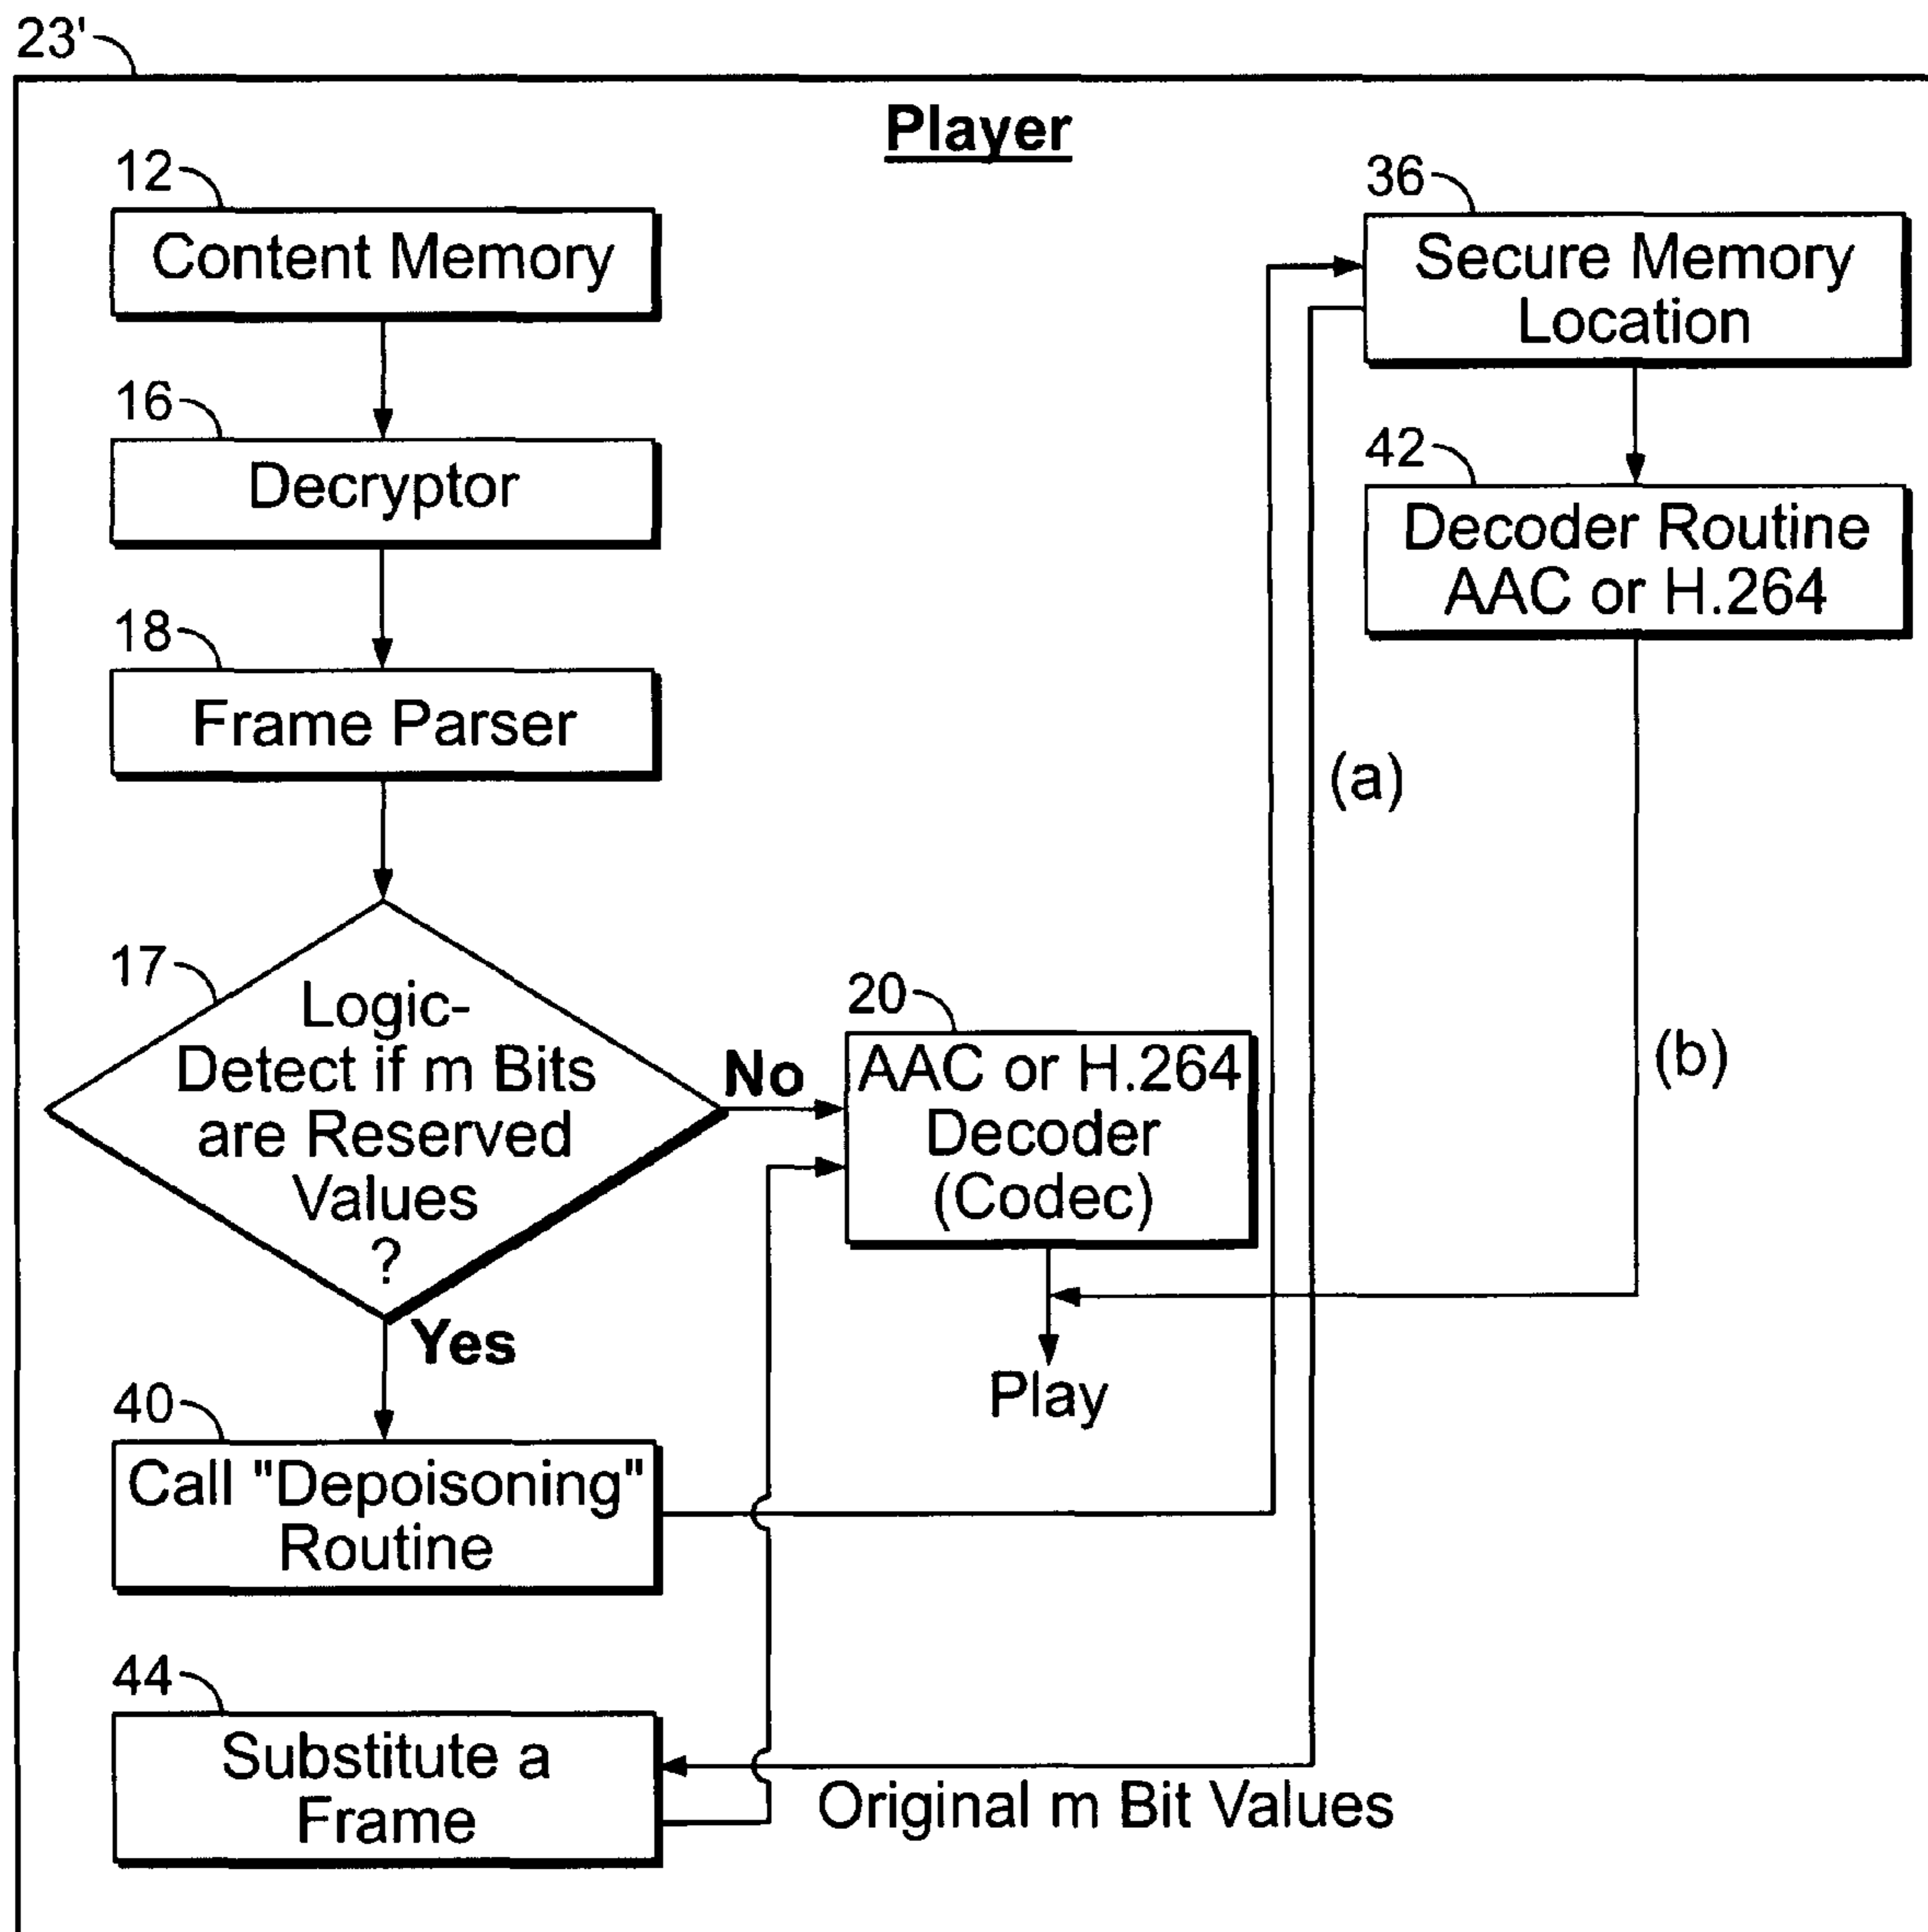 23'
Player
12
Content Memory
36
Secure Memory
Location
16
Decryptor
42
Decoder Routine
AAC or H.264
18
Frame Parser
(a)
17
Logic-
Detect if m Bits
are Reserved
Values
?
No
Yes
20
AAC or H.264
Decoder
(Codec)
(b)
Play
40
Call "Depoisoning"
Routine
44
Substitute a
Frame
Original m Bit Values